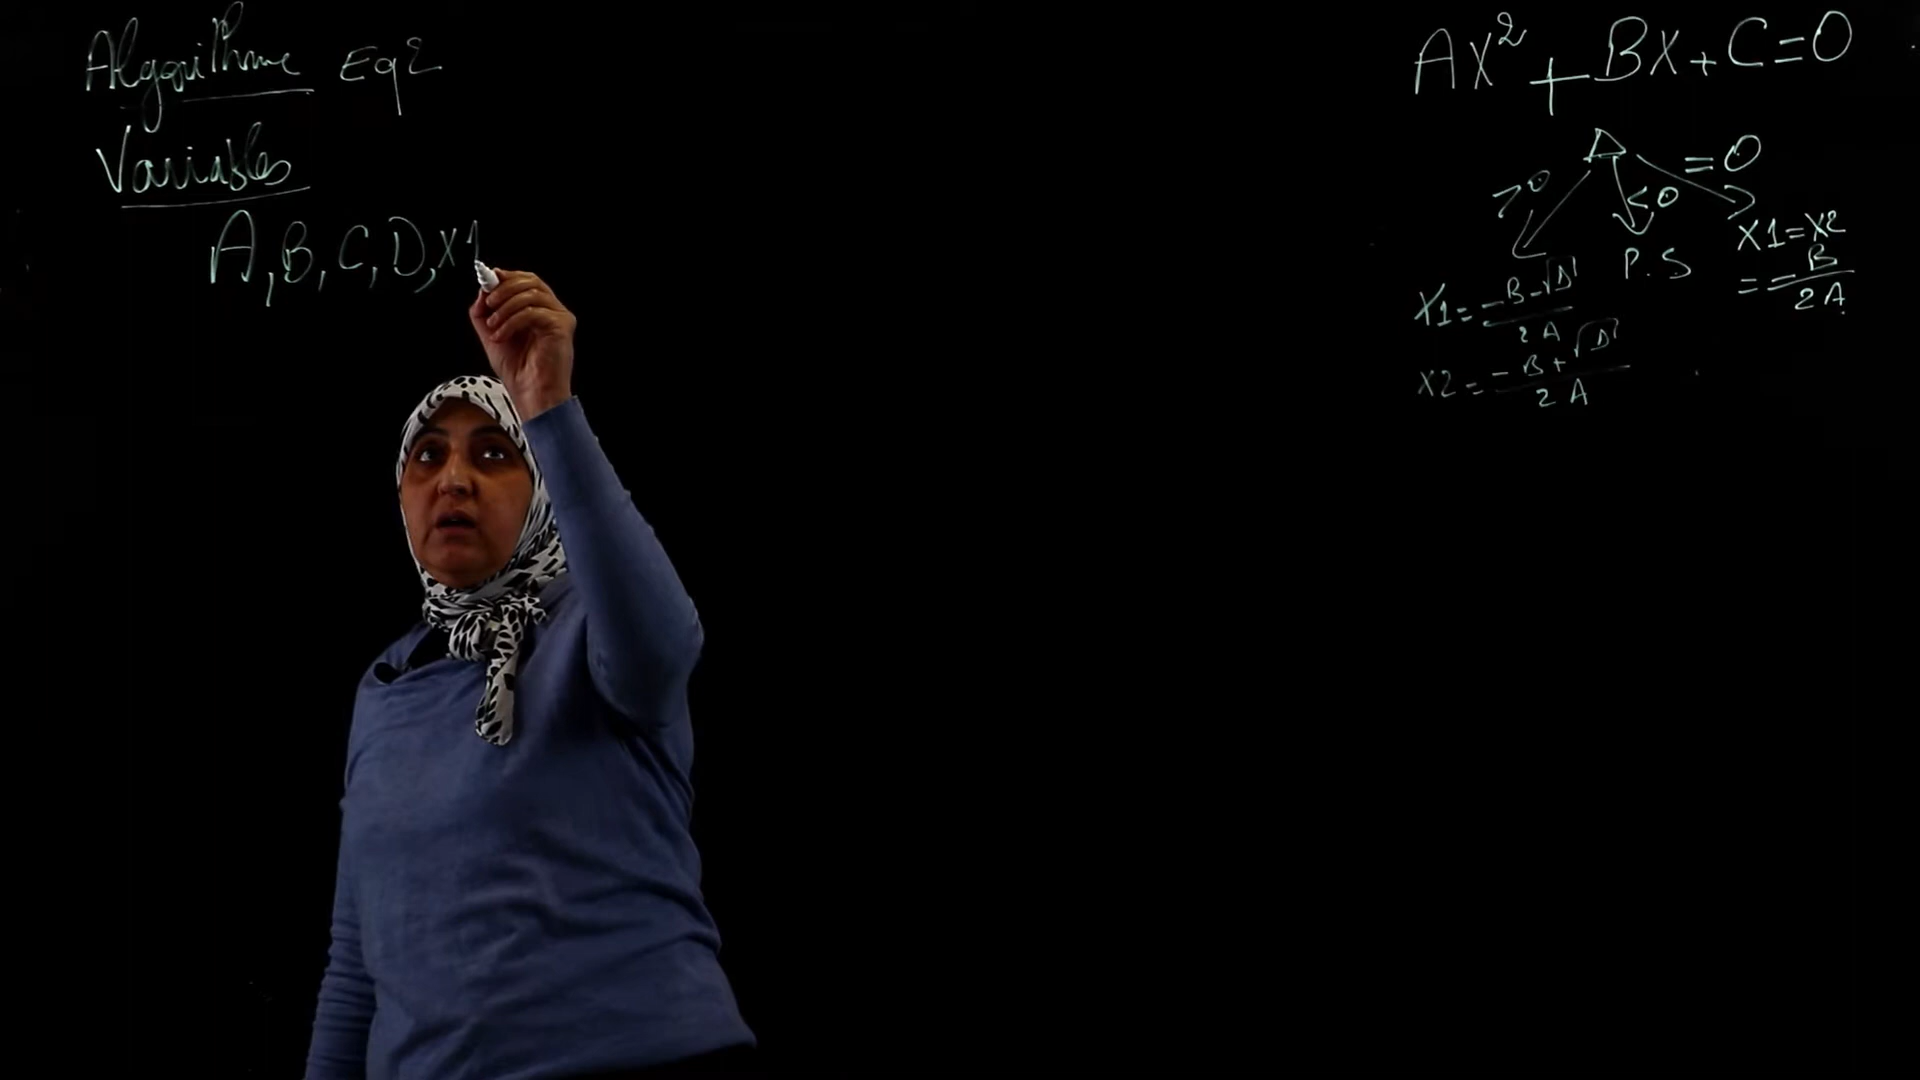 Algorithme Eq2
Variables
A, B, C, D, X1
AX² + BX + C = 0
Δ
>0
<0
=0
X1 = (-B - √D) / 2A
X2 = (-B + √D) / 2A
P.S
X1 = X2
= -B / 2A